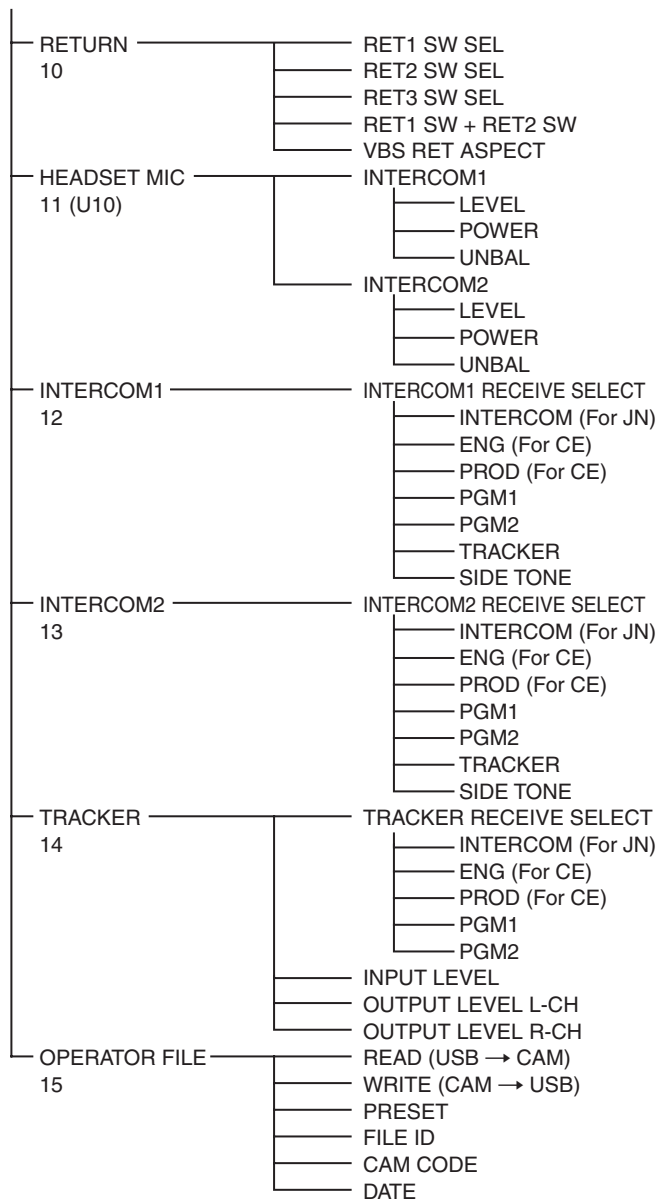 RETURN RET1 SW SEL
10 RET2 SW SEL
RET3 SW SEL
RET1 SW + RET2 SW
VBS RET ASPECT
HEADSET MIC INTERCOM1
11 (U10) LEVEL
POWER
UNBAL
INTERCOM2
LEVEL
POWER
UNBAL
INTERCOM1 INTERCOM1 RECEIVE SELECT
12 INTERCOM (For JN)
ENG (For CE)
PROD (For CE)
PGM1
PGM2
TRACKER
SIDE TONE
INTERCOM2 INTERCOM2 RECEIVE SELECT
13 INTERCOM (For JN)
ENG (For CE)
PROD (For CE)
PGM1
PGM2
TRACKER
SIDE TONE
TRACKER TRACKER RECEIVE SELECT
14 INTERCOM (For JN)
ENG (For CE)
PROD (For CE)
PGM1
PGM2
INPUT LEVEL
OUTPUT LEVEL L-CH
OUTPUT LEVEL R-CH
OPERATOR FILE READ (USB → CAM)
15 WRITE (CAM → USB)
PRESET
FILE ID
CAM CODE
DATE